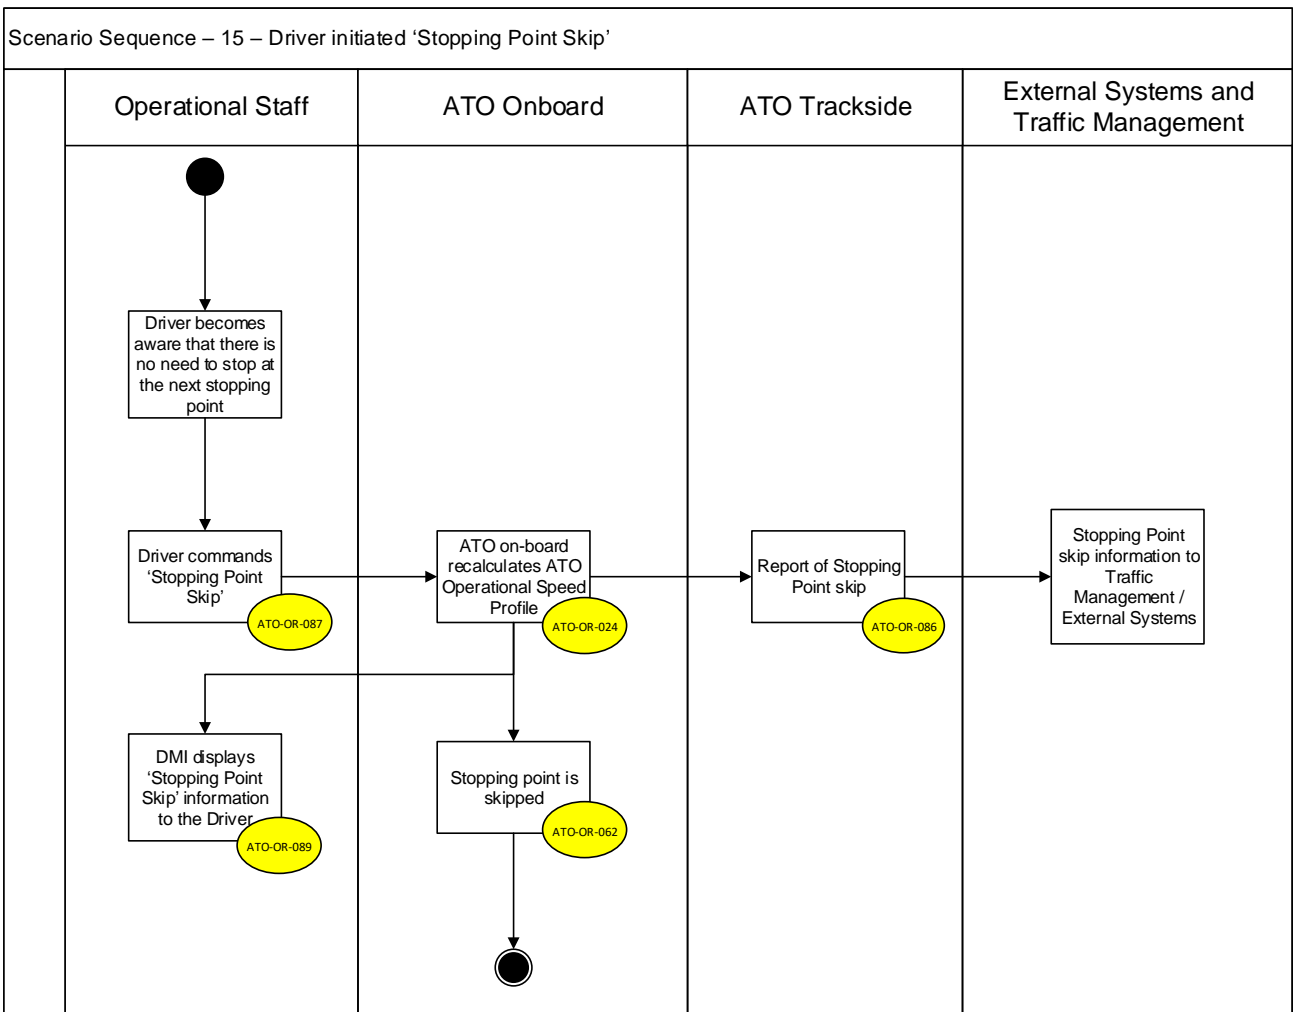 Scenario Sequence – 15 – Driver initiated ‘Stopping Point Skip’
Operational Staff
ATO Onboard
ATO Trackside
External Systems and
Traffic Management
Driver becomes
aware that there is
no need to stop at
the next stopping
point
Driver commands
‘Stopping Point
Skip’
ATO-OR-087
ATO on-board
recalculates ATO
Operational Speed
Profile
ATO-OR-024
Report of Stopping
Point skip
ATO-OR-086
Stopping Point
skip information to
Traffic
Management /
External Systems
DMI displays
‘Stopping Point
Skip’ information
to the Driver
ATO-OR-089
Stopping point is
skipped
ATO-OR-062